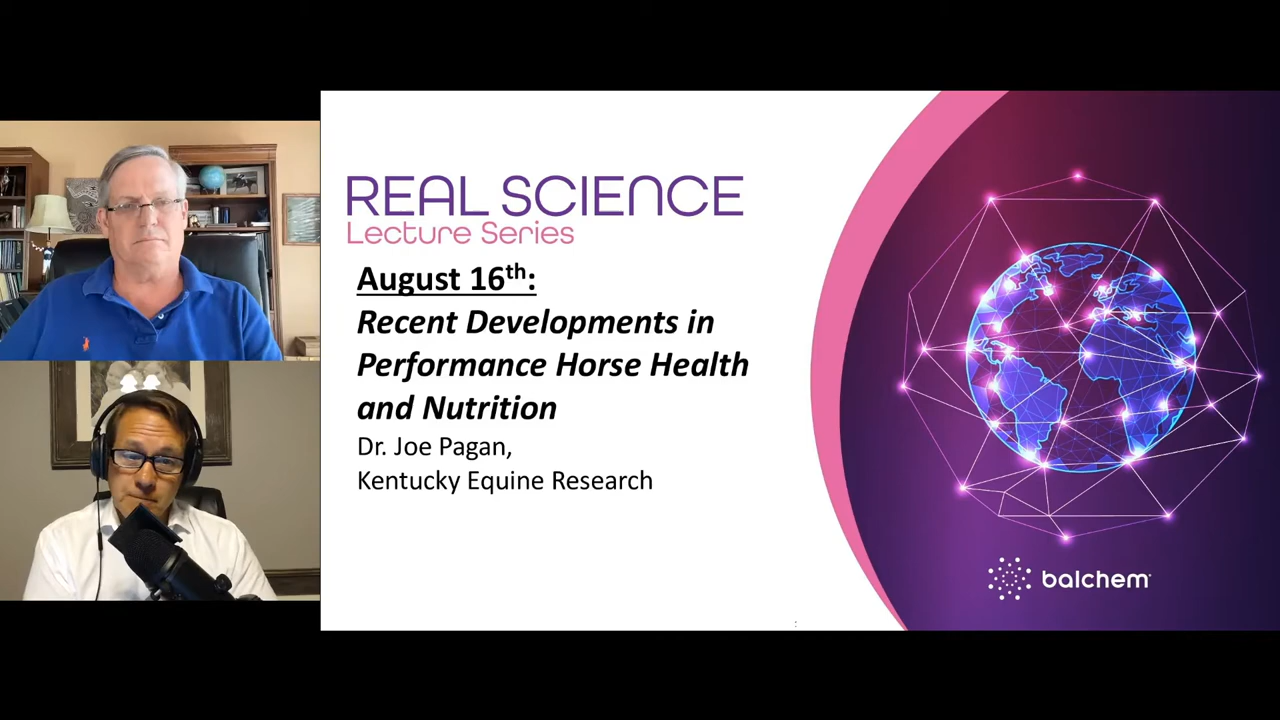 REAL SCIENCE
Lecture Series
August 16th:
Recent Developments in
Performance Horse Health
and Nutrition
Dr. Joe Pagan,
Kentucky Equine Research
balchem™